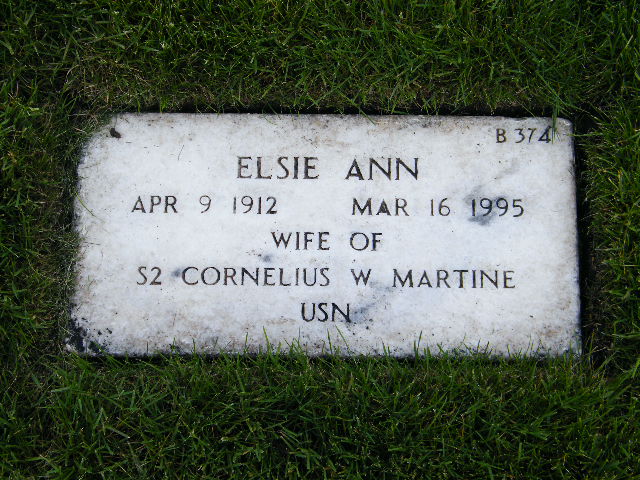 B 374
ELSIE ANN
APR 9 1912 MAR 16 1995
WIFE OF
S2 CORNELIUS W MARTINE
USN